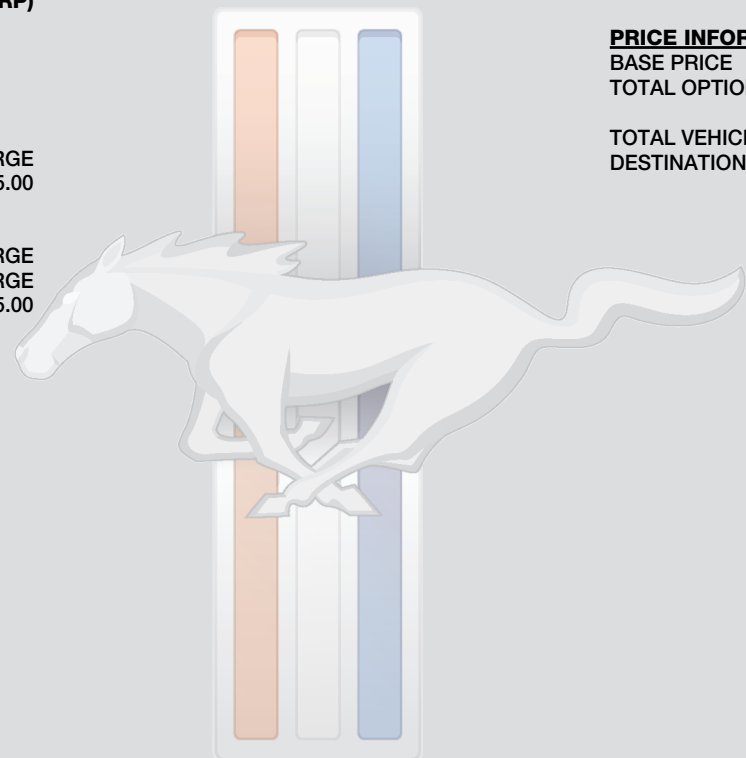 RP)
RGE
5.00
RGE
RGE
5.00
PRICE INFOR
BASE PRICE
TOTAL OPTIO
TOTAL VEHICL
DESTINATION